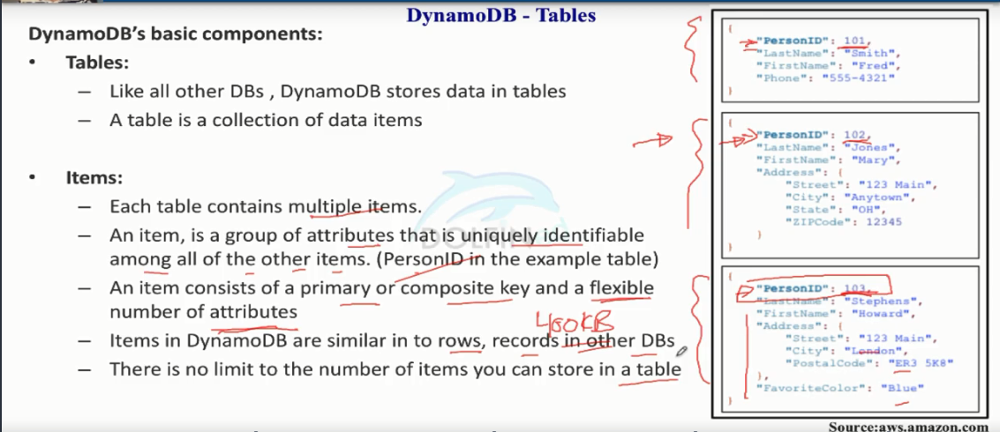 DynamoDB - Tables
DynamoDB's basic components:
• Tables:
– Like all other DBs , DynamoDB stores data in tables
– A table is a collection of data items
• Items:
– Each table contains multiple items.
– An item, is a group of attributes that is uniquely identifiable
among all of the other items. (PersonID in the example table)
– An item consists of a primary or composite key and a flexible
number of attributes
400KB
– Items in DynamoDB are similar in to rows, records in other DBs
– There is no limit to the number of items you can store in a table
DOLFIN
{
"PersonID": 101,
"LastName": "Smith",
"FirstName": "Fred",
"Phone": "555-4321"
}
{
"PersonID": 102,
"LastName": "Jones",
"FirstName": "Mary",
"Address": {
"Street": "123 Main",
"City": "Anytown",
"State": "OH",
"ZIPCode": 12345
}
}
{
"PersonID": 103,
"LastName": "Stephens",
"FirstName": "Howard",
"Address": {
"Street": "123 Main",
"City": "London",
"PostalCode": "ER3 5K8"
},
"FavoriteColor": "Blue"
}
Source:aws.amazon.com